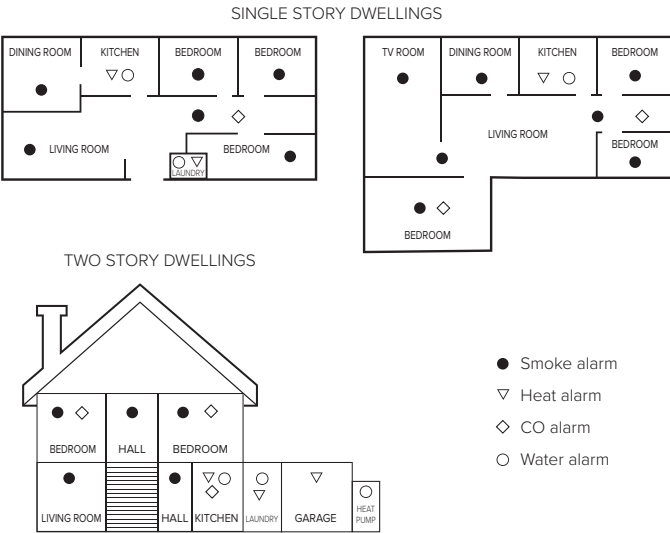 SINGLE STORY DWELLINGS
DINING ROOM
KITCHEN
BEDROOM
BEDROOM
LIVING ROOM
BEDROOM
LAUNDRY
TV ROOM
DINING ROOM
KITCHEN
BEDROOM
LIVING ROOM
BEDROOM
BEDROOM
TWO STORY DWELLINGS
BEDROOM
HALL
BEDROOM
LIVING ROOM
HALL
KITCHEN
LAUNDRY
GARAGE
HEAT
PUMP
Smoke alarm
Heat alarm
CO alarm
Water alarm